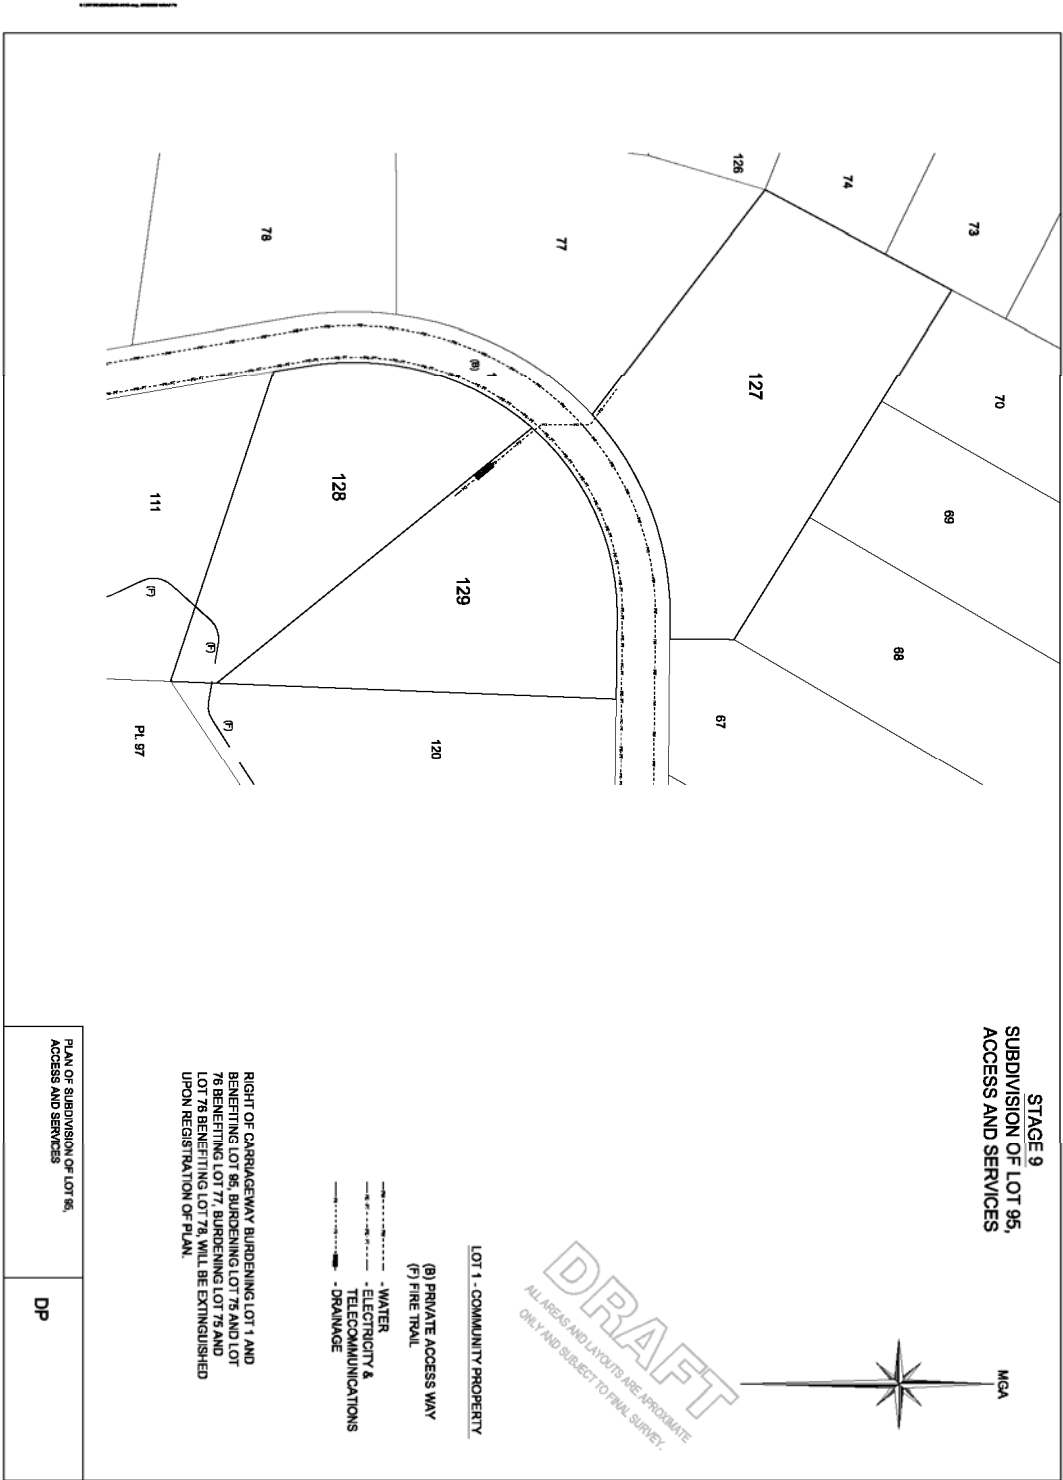 STAGE 9
SUBDIVISION OF LOT 95,
ACCESS AND SERVICES
MGA
73
74
126
70
69
127
68
67
77
78
1
(B)
128
129
111
(F)
(F)
(F)
120
Pt. 97
DRAFT
ALL AREAS AND LAYOUTS ARE APROXIMATE
ONLY AND SUBJECT TO FINAL SURVEY.
LOT 1 - COMMUNITY PROPERTY
(B) PRIVATE ACCESS WAY
(F) FIRE TRAIL
- WATER
- ELECTRICITY &
TELECOMMUNICATIONS
- DRAINAGE
RIGHT OF CARRIAGEWAY BURDENING LOT 1 AND
BENEFITING LOT 95, BURDENING LOT 75 AND LOT
76 BENEFITING LOT 77, BURDENING LOT 75 AND
LOT 76 BENEFITING LOT 78, WILL BE EXTINGUISHED
UPON REGISTRATION OF PLAN.
PLAN OF SUBDIVISION OF LOT 95,
ACCESS AND SERVICES
DP